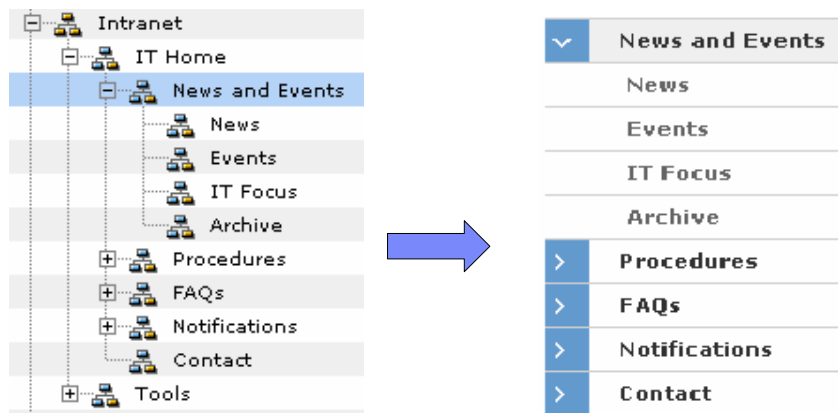 Intranet
IT Home
News and Events
News
Events
IT Focus
Archive
Procedures
FAQs
Notifications
Contact
Tools
News and Events
News
Events
IT Focus
Archive
Procedures
FAQs
Notifications
Contact